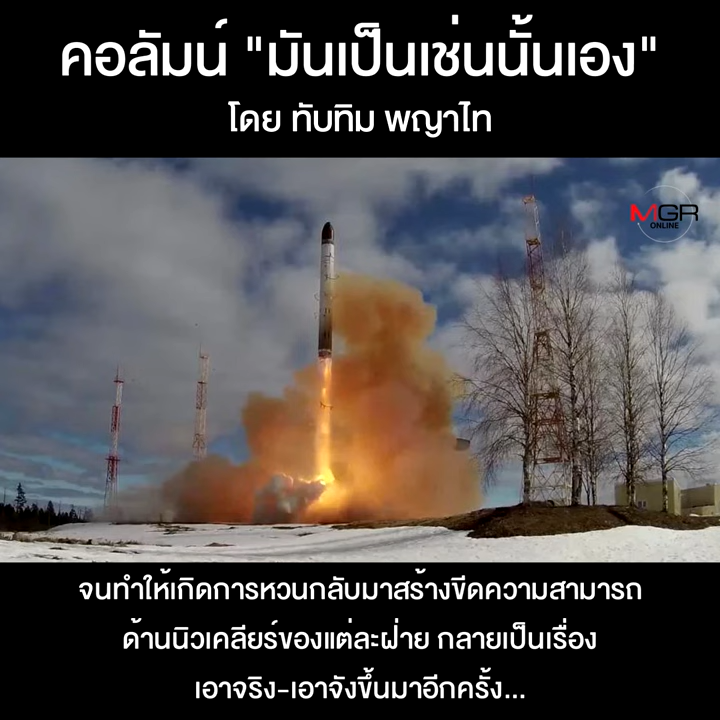 คอลัมน์ "มันเป็นเช่นนั้นเอง"
โดย ทับทิม พญาไท
MGR
ONLINE
จนทำให้เกิดการหวนกลับมาสร้างขีดความสามารถ
ด้านนิวเคลียร์ของแต่ละฝ่าย กลายเป็นเรื่อง
เอาจริง-เอาจังขึ้นมาอีกครั้ง...